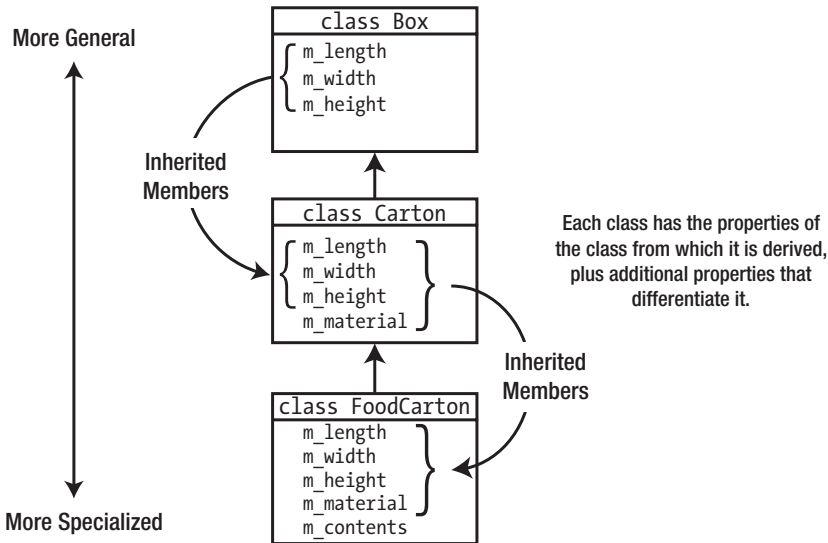 More General
class Box
m_length
m_width
m_height
Inherited
Members
class Carton
m_length
m_width
m_height
m_material
Each class has the properties of
the class from which it is derived,
plus additional properties that
differentiate it.
Inherited
Members
class FoodCarton
m_length
m_width
m_height
m_material
m_contents
More Specialized